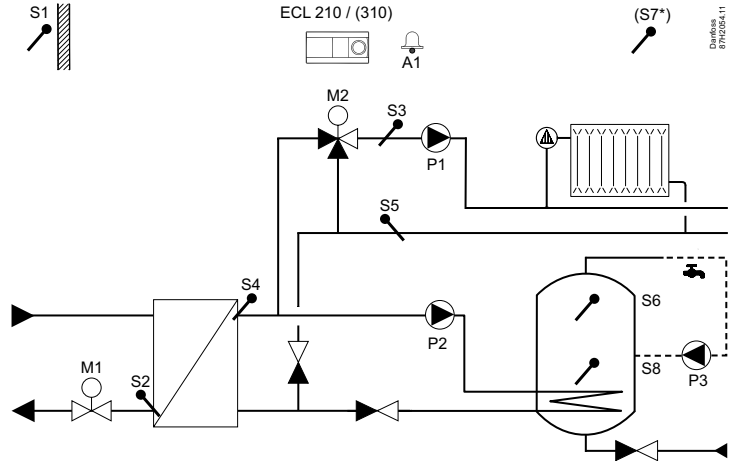 S1
ECL 210 / (310)
(S7*)
Danfoss
87H2054.11
A1
M2
S3
P1
S5
S4
S6
P2
M1
S2
S8
P3